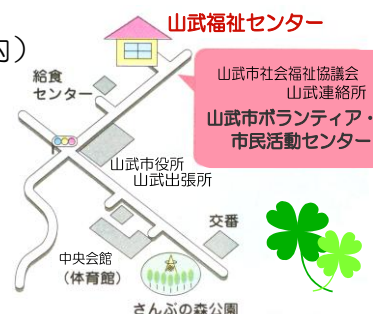 山武福祉センター
内）
給食
センター
山武市社会福祉協議会
山武連絡所
山武市ボランティア・
市民活動センター
山武市役所
山武出張所
交番
中央会館
（体育館）
さんぶの森公園